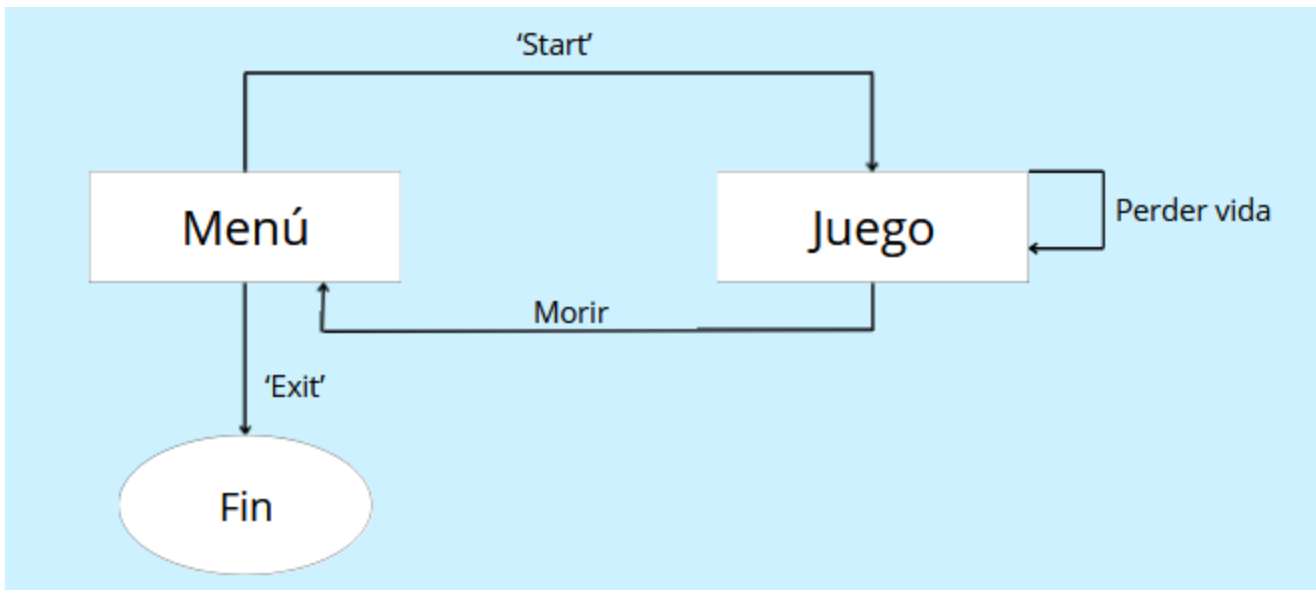 ‘Start’
Menú
Juego
Perder vida
Morir
‘Exit’
Fin